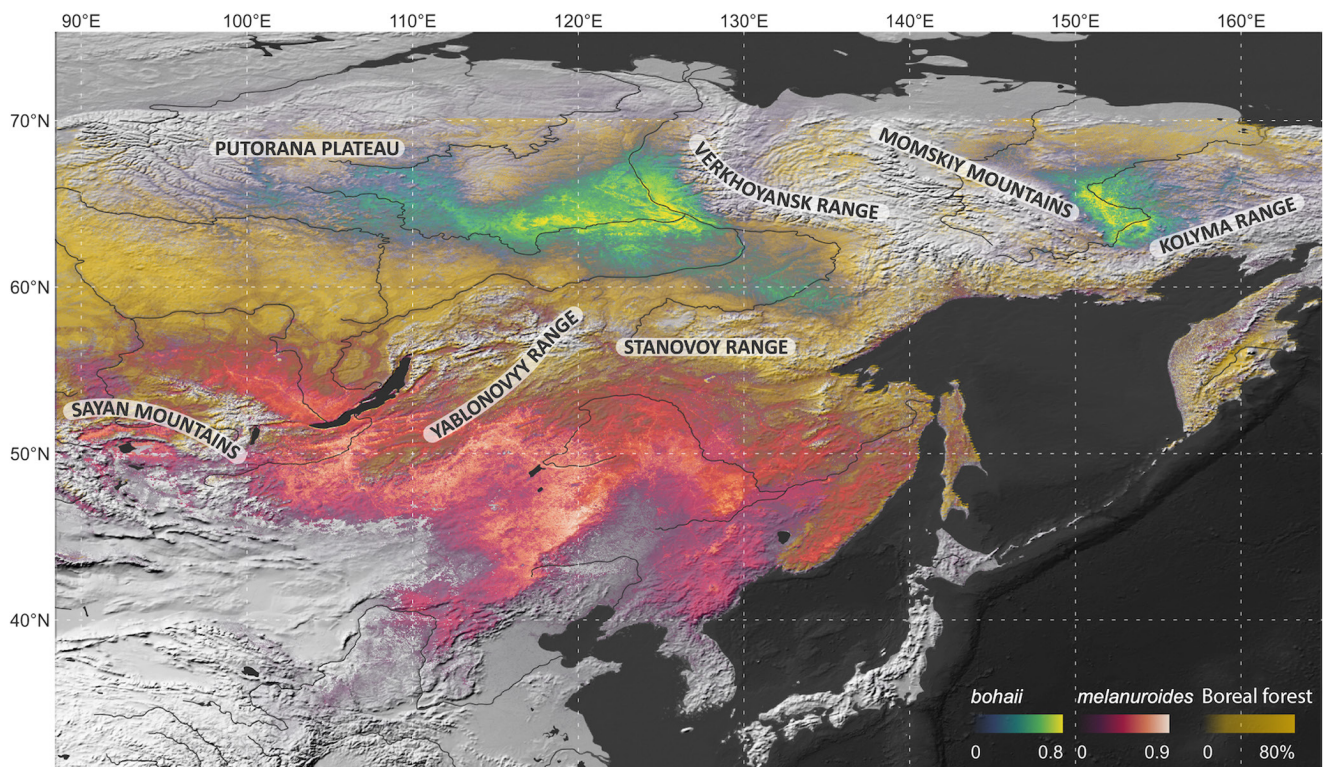 90°E 100°E 110°E 120°E 130°E 140°E 150°E 160°E
70°N
60°N
50°N
40°N
PUTORANA PLATEAU
VERKHOYANSK RANGE
MOMSKIY MOUNTAINS
KOLYMA RANGE
STANOVOY RANGE
YABLONOVYY RANGE
SAYAN MOUNTAINS
bohaii melanuroides Boreal forest
0 0.8 0 0.9 0 80%